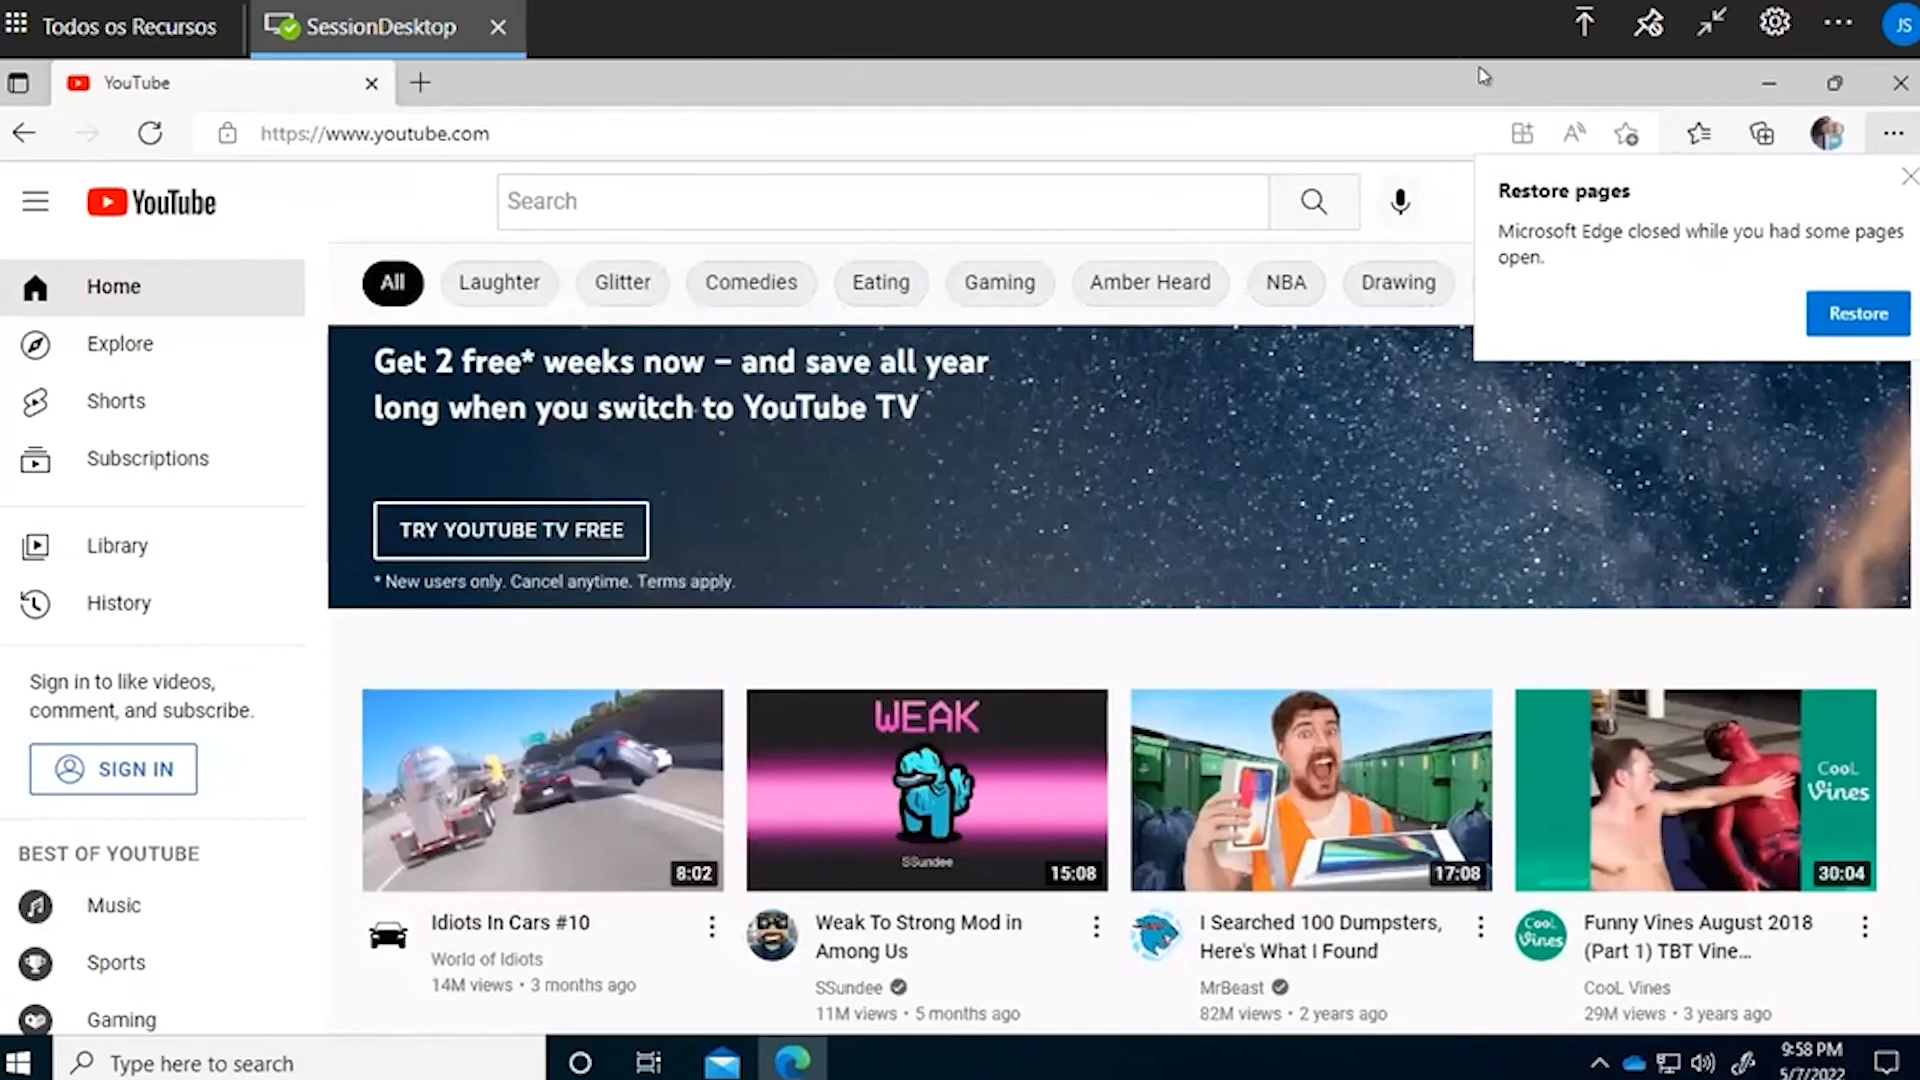 Todos os Recursos
SessionDesktop
JS
YouTube
https://www.youtube.com
YouTube
Search
Restore pages
Microsoft Edge closed while you had some pages
open.
Restore
Home
Explore
Shorts
Subscriptions
Library
History
Sign in to like videos,
comment, and subscribe.
SIGN IN
BEST OF YOUTUBE
Music
Sports
Gaming
All
Laughter
Glitter
Comedies
Eating
Gaming
Amber Heard
NBA
Drawing
Get 2 free* weeks now – and save all year
long when you switch to YouTube TV
TRY YOUTUBE TV FREE
* New users only. Cancel anytime. Terms apply.
8:02
Idiots In Cars #10
World of Idiots
14M views • 3 months ago
WEAK
SSundee
15:08
Weak To Strong Mod in
Among Us
SSundee
11M views • 5 months ago
17:08
I Searched 100 Dumpsters,
Here's What I Found
MrBeast
82M views • 2 years ago
CooL
Vines
30:04
CooL
Vines
Funny Vines August 2018
(Part 1) TBT Vine...
CooL Vines
29M views • 3 years ago
Type here to search
9:58 PM
5/7/2022